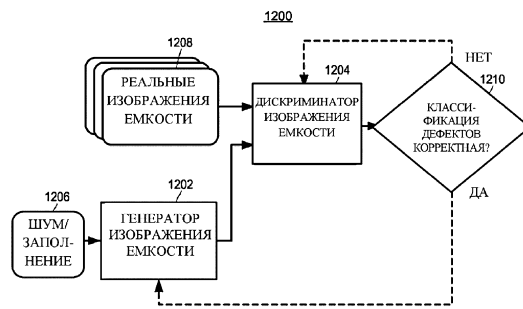 1200
1208
РЕАЛЬНЫЕ
ИЗОБРАЖЕНИЯ
ЕМКОСТИ
1204
ДИСКРИМИНАТОР
ИЗОБРАЖЕНИЯ
ЕМКОСТИ
НЕТ
1210
КЛАССИ-
ФИКАЦИЯ
ДЕФЕКТОВ
КОРРЕКТНАЯ?
ДА
1206
ШУМ/
ЗАПОЛ-
НЕНИЕ
1202
ГЕНЕРАТОР
ИЗОБРАЖЕНИЯ
ЕМКОСТИ